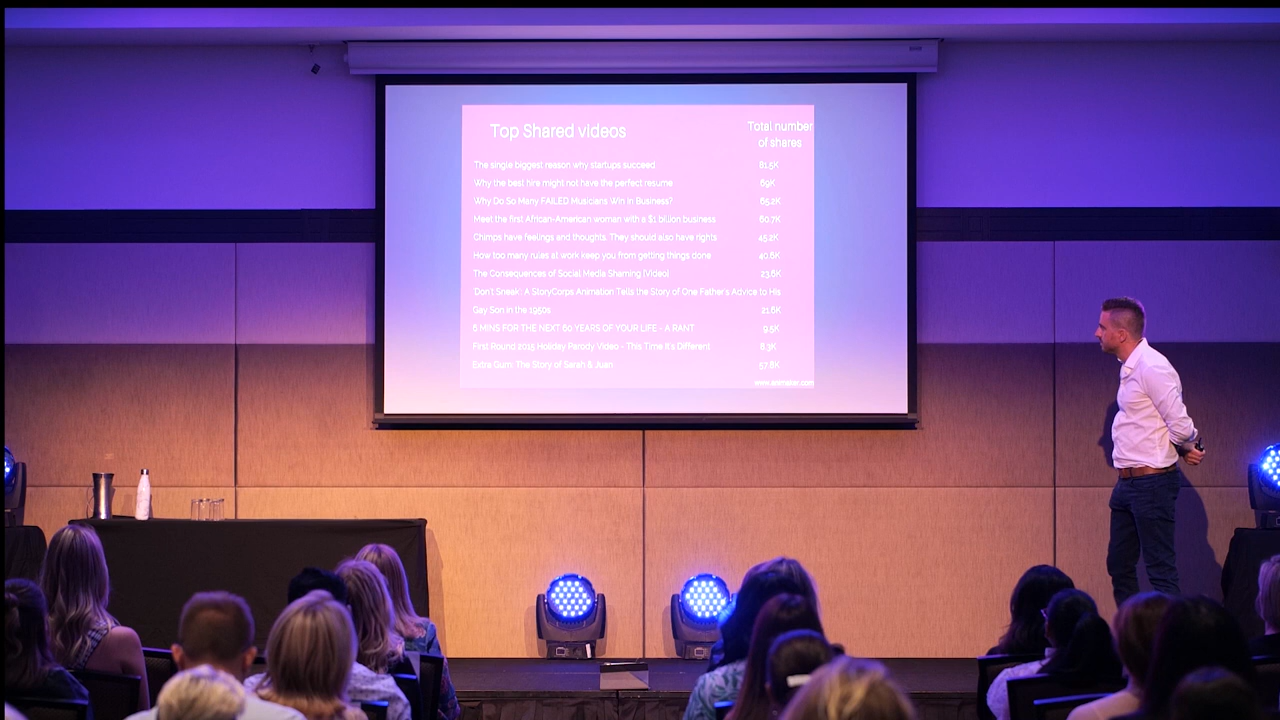 Top Shared videos
Total number
of shares
The single biggest reason why startups succeed 81.5K
Why the best hire might not have the perfect resume 69K
Why Do So Many FAILED Musicians Win in Business? 65.2K
Meet the first African-American woman with a $1 billion business 60.7K
Chimps have feelings and thoughts. They should also have rights 45.2K
How too many rules at work keep you from getting things done 40.6K
The Consequences of Social Media Shaming [Video] 23.6K
'Don't Sneak': A StoryCorps Animation Tells the Story of One Father's Advice to His
Gay Son in the 1950s 21.6K
6 MINS FOR THE NEXT 60 YEARS OF YOUR LIFE - A RANT 9.5K
First Round 2015 Holiday Parody Video - This Time It's Different 8.3K
Extra Gum: The Story of Sarah & Juan 57.8K
www.animaker.com